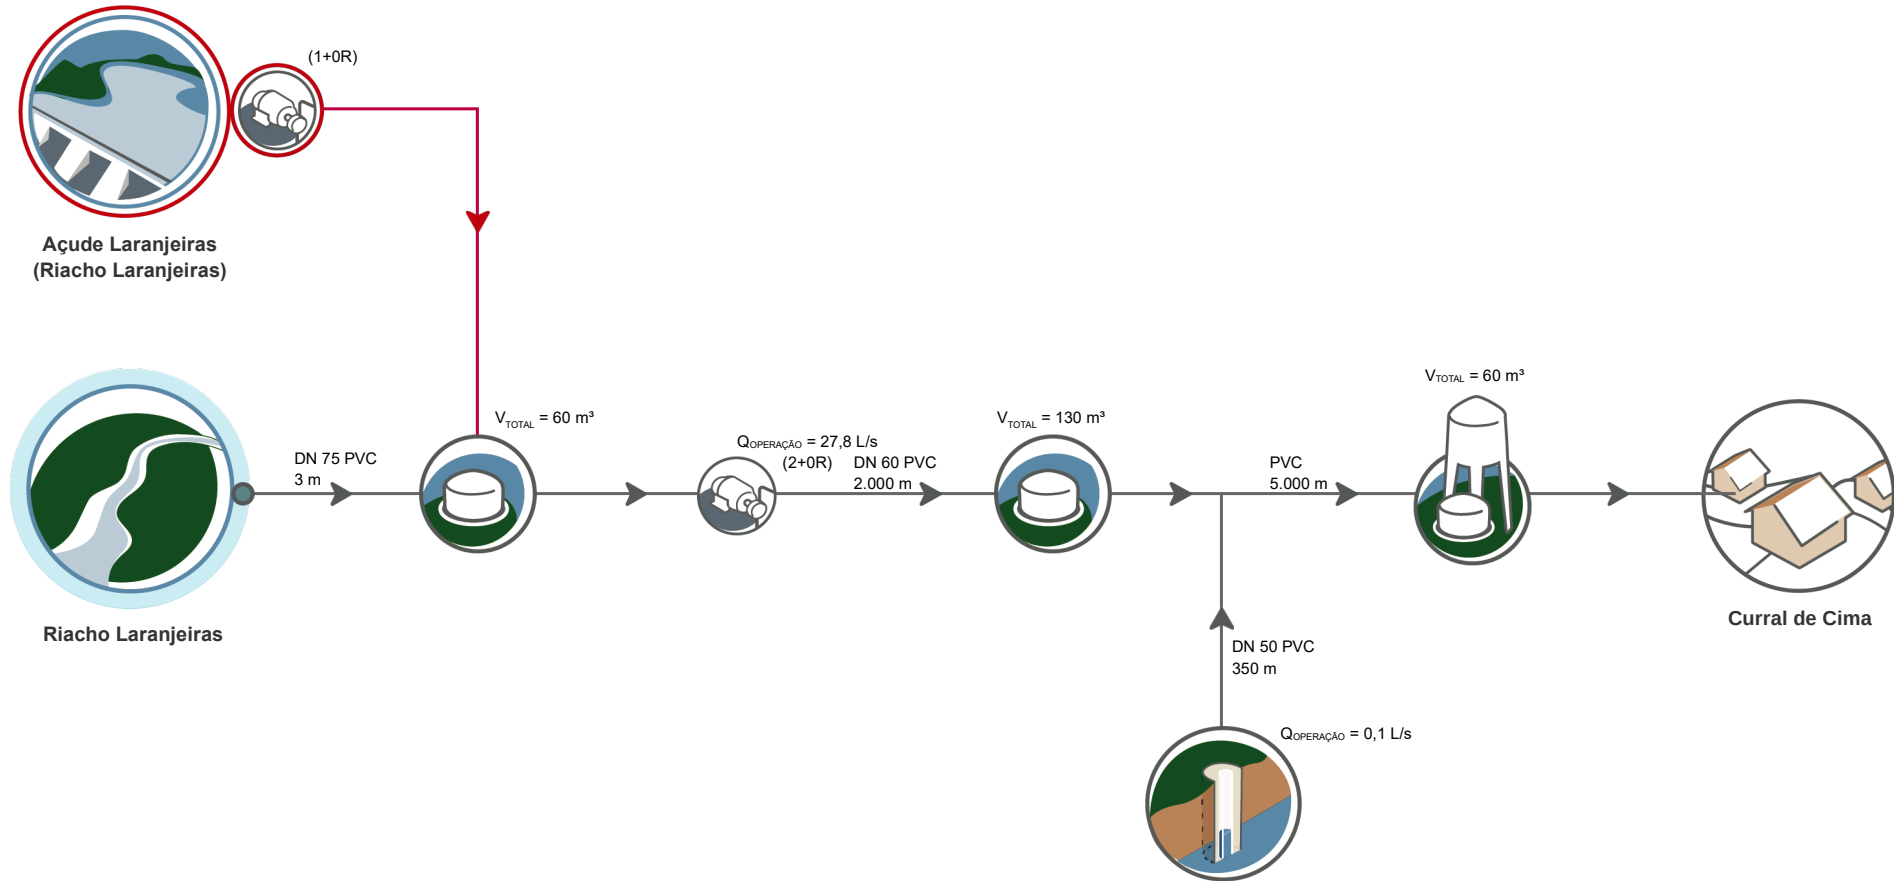 (1+0R)
Açude Laranjeiras
(Riacho Laranjeiras)
VTOTAL = 60 m³
VTOTAL = 60 m³
VTOTAL = 130 m³
QOPERAÇÃO = 27,8 L/s
(2+0R)
DN 75 PVC
3 m
DN 60 PVC
2.000 m
PVC
5.000 m
Riacho Laranjeiras
Curral de Cima
DN 50 PVC
350 m
QOPERAÇÃO = 0,1 L/s